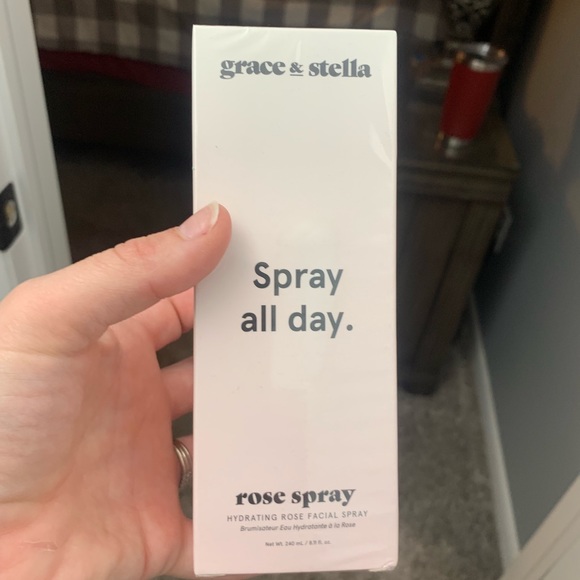 grace & stella
Spray
all day.
rose spray
HYDRATING ROSE FACIAL SPRAY
Brumisateur Eau Hydratante à la Rose
Net Wt. 240 mL / 8 fl. oz.